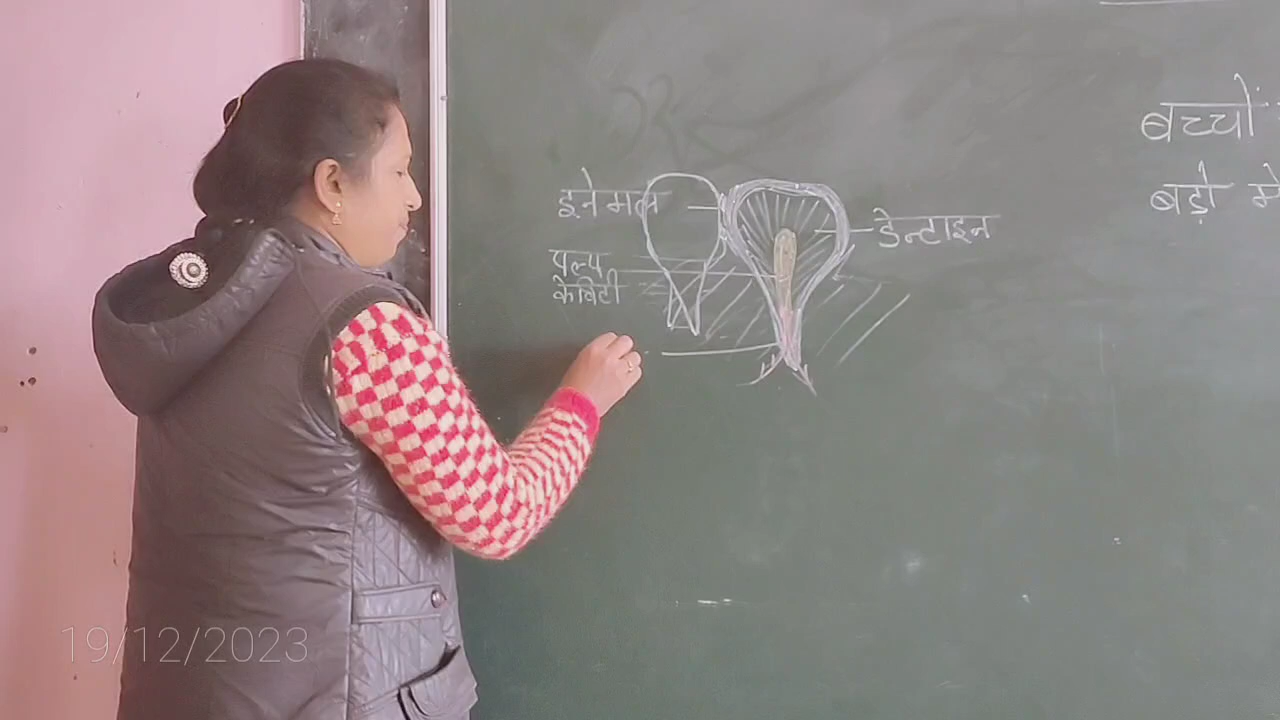 इनेमल
पल्प
केविटी
डेन्टाइन
बच्चों
बड़ो मे
19/12/2023